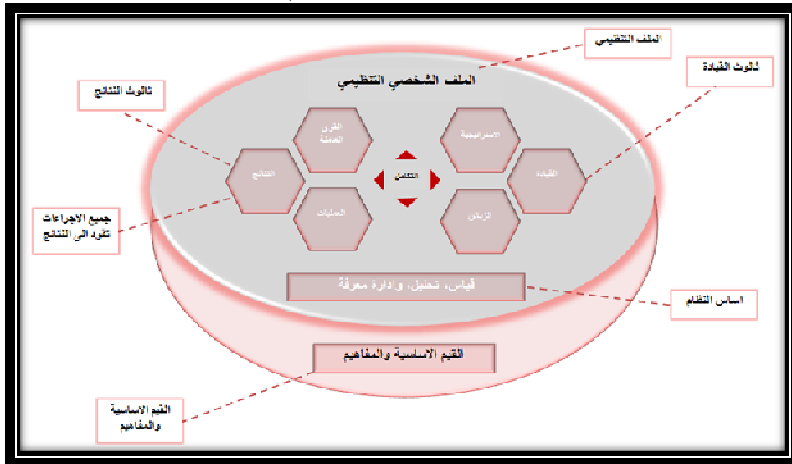 الملف التنظيمي
ثالوث القيادة
الملف الشخصي التنظيمي
ثالوث النتائج
القوى
العاملة
الاستراتيجية
النتائج
التكامل
القيادة
العمليات
الزبائن
جميع الاجراءات
تقود الى النتائج
قياس، تحليل، وادارة معرفة
اساس النظام
القيم الاساسية والمفاهيم
القيم الاساسية
والمفاهيم